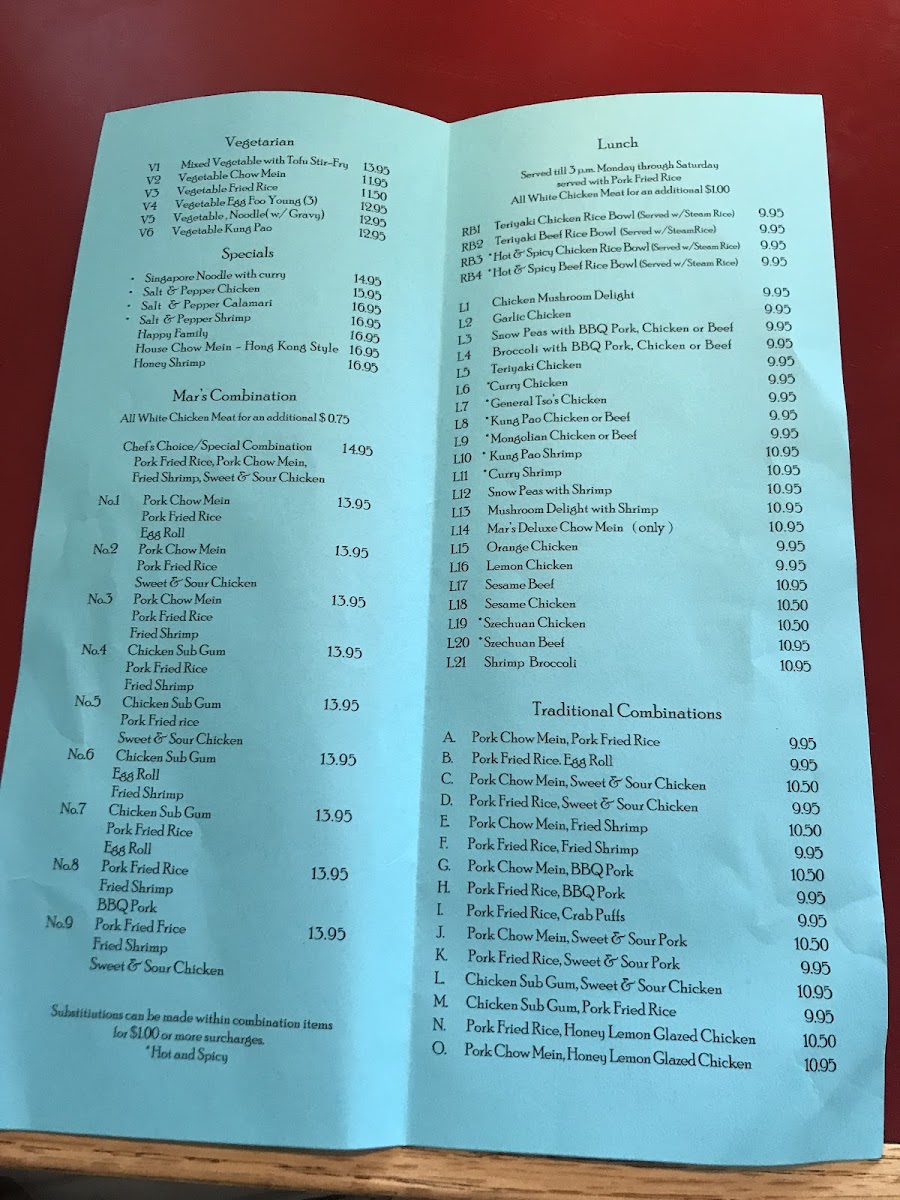 Vegetarian
V1 Mixed Vegetable with Tofu Stir-Fry 13.95
V2 Vegetable Chow Mein 11.95
V3 Vegetable Fried Rice 11.50
V4 Vegetable Egg Foo Young (3) 12.95
V5 Vegetable, Noodle(w/ Gravy) 12.95
V6 Vegetable Kung Pao 12.95
Specials
• Singapore Noodle with curry 14.95
• Salt & Pepper Chicken 15.95
• Salt & Pepper Calamari 16.95
• Salt & Pepper Shrimp 16.95
Happy Family 16.95
House Chow Mein - Hong Kong Style 16.95
Honey Shrimp 16.95
Mar's Combination
All White Chicken Meat for an additional $ 0.75
Chef's Choice/Special Combination 14.95
Pork Fried Rice, Pork Chow Mein,
Fried Shrimp, Sweet & Sour Chicken
No.1 Pork Chow Mein 13.95
Pork Fried Rice
Egg Roll
No.2 Pork Chow Mein 13.95
Pork Fried Rice
Sweet & Sour Chicken
No.3 Pork Chow Mein 13.95
Pork Fried Rice
Fried Shrimp
No.4 Chicken Sub Gum 13.95
Pork Fried Rice
Fried Shrimp
No.5 Chicken Sub Gum 13.95
Pork Fried rice
Sweet & Sour Chicken
No.6 Chicken Sub Gum 13.95
Egg Roll
Fried Shrimp
No.7 Chicken Sub Gum 13.95
Pork Fried Rice
Egg Roll
No.8 Pork Fried Rice 13.95
Fried Shrimp
BBQ Pork
No.9 Pork Fried Frice 13.95
Fried Shrimp
Sweet & Sour Chicken
Substitiutions can be made within combination items
for $1.00 or more surcharges.
*Hot and Spicy
Lunch
Served till 3 p.m. Monday through Saturday
served with Pork Fried Rice
All White Chicken Meat for an additional $1.00
RB1 Teriyaki Chicken Rice Bowl (Served w/Steam Rice) 9.95
RB2 Teriyaki Beef Rice Bowl (Served w/SteamRice) 9.95
RB3 *Hot & Spicy Chicken Rice Bowl (Served w/Steam Rice) 9.95
RB4 *Hot & Spicy Beef Rice Bowl (Served w/Steam Rice) 9.95
L1 Chicken Mushroom Delight 9.95
L2 Garlic Chicken 9.95
L3 Snow Peas with BBQ Pork, Chicken or Beef 9.95
L4 Broccoli with BBQ Pork, Chicken or Beef 9.95
L5 Teriyaki Chicken 9.95
L6 *Curry Chicken 9.95
L7 *General Tso's Chicken 9.95
L8 *Kung Pao Chicken or Beef 9.95
L9 *Mongolian Chicken or Beef 9.95
L10 * Kung Pao Shrimp 10.95
L11 *Curry Shrimp 10.95
L12 Snow Peas with Shrimp 10.95
L13 Mushroom Delight with Shrimp 10.95
L14 Mar's Deluxe Chow Mein ( only ) 10.95
L15 Orange Chicken 9.95
L16 Lemon Chicken 9.95
L17 Sesame Beef 10.95
L18 Sesame Chicken 10.50
L19 *Szechuan Chicken 10.50
L20 *Szechuan Beef 10.95
L21 Shrimp Broccoli 10.95
Traditional Combinations
A. Pork Chow Mein, Pork Fried Rice 9.95
B. Pork Fried Rice. Egg Roll 9.95
C. Pork Chow Mein, Sweet & Sour Chicken 10.50
D. Pork Fried Rice, Sweet & Sour Chicken 9.95
E. Pork Chow Mein, Fried Shrimp 10.50
F. Pork Fried Rice, Fried Shrimp 9.95
G. Pork Chow Mein, BBQ Pork 10.50
H. Pork Fried Rice, BBQ Pork 9.95
I. Pork Fried Rice, Crab Puffs 9.95
J. Pork Chow Mein, Sweet & Sour Pork 10.50
K. Pork Fried Rice, Sweet & Sour Pork 9.95
L. Chicken Sub Gum, Sweet & Sour Chicken 10.95
M. Chicken Sub Gum, Pork Fried Rice 9.95
N. Pork Fried Rice, Honey Lemon Glazed Chicken 10.50
O. Pork Chow Mein, Honey Lemon Glazed Chicken 10.95